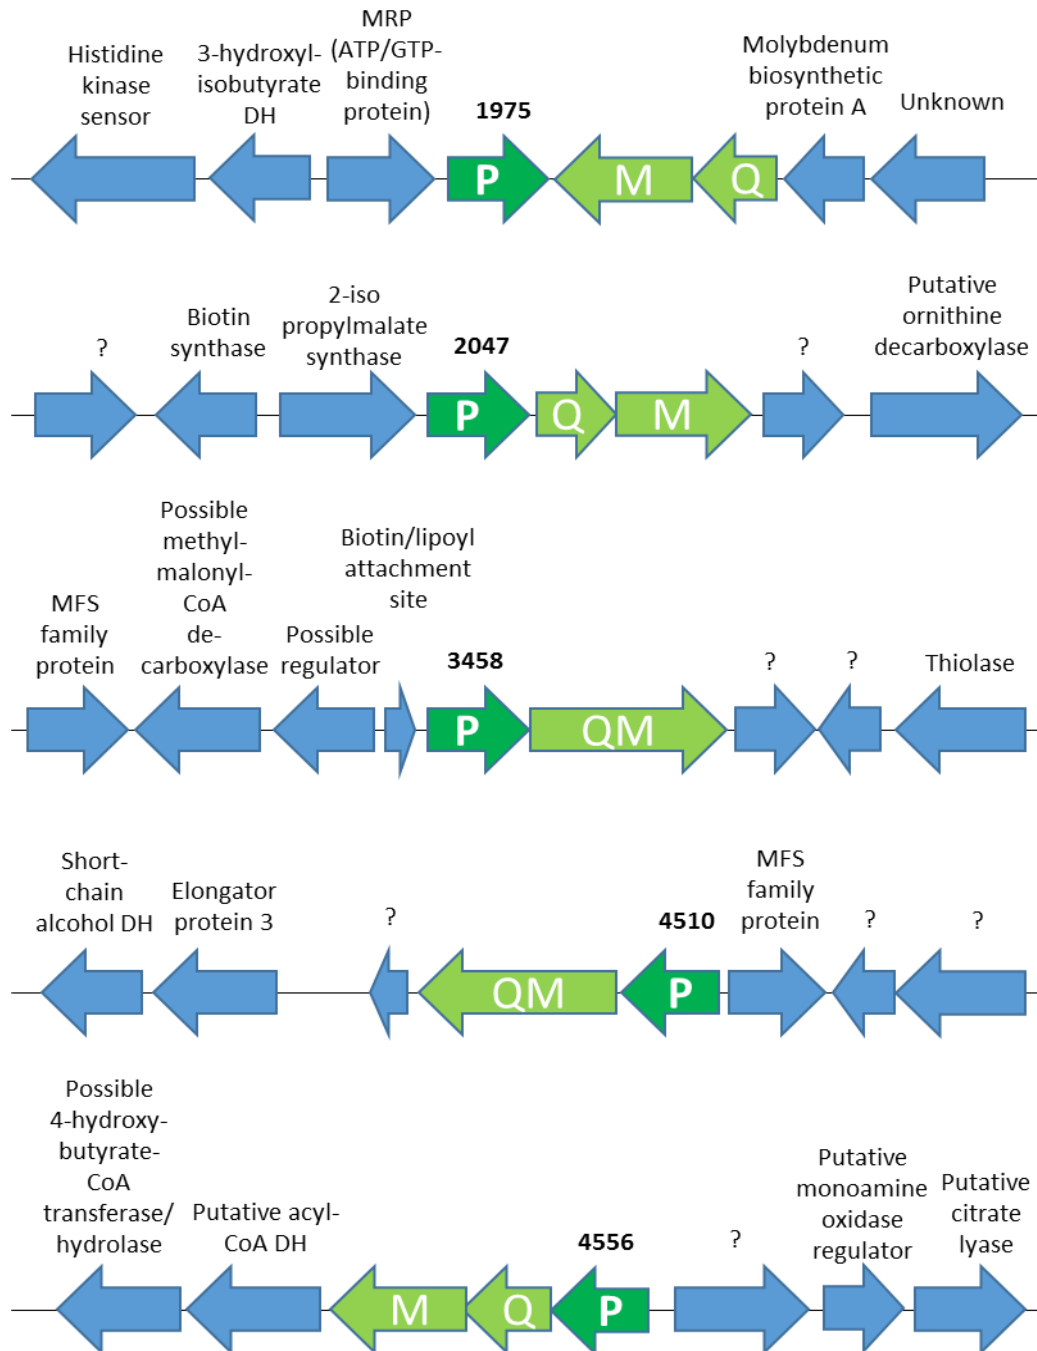 Histidine
kinase
sensor
3-hydroxyl-
isobutyrate
DH
MRP
(ATP/GTP-
binding
protein)
1975
Molybdenum
biosynthetic
protein A
Unknown
P
M
Q
?
Biotin
synthase
2-iso
propylmalate
synthase
2047
?
Putative
ornithine
decarboxylase
P
Q
M
MFS
family
protein
Possible
methyl-
malonyl-
CoA
de-
carboxylase
Possible
regulator
Biotin/lipoyl
attachment
site
3458
?
?
Thiolase
P
QM
Short-
chain
alcohol DH
Elongator
protein 3
?
4510
MFS
family
protein
?
?
QM
P
Possible
4-hydroxy-
butyrate-
CoA
transferase/
hydrolase
Putative acyl-
CoA DH
4556
?
Putative
monoamine
oxidase
regulator
Putative
citrate
lyase
M
Q
P